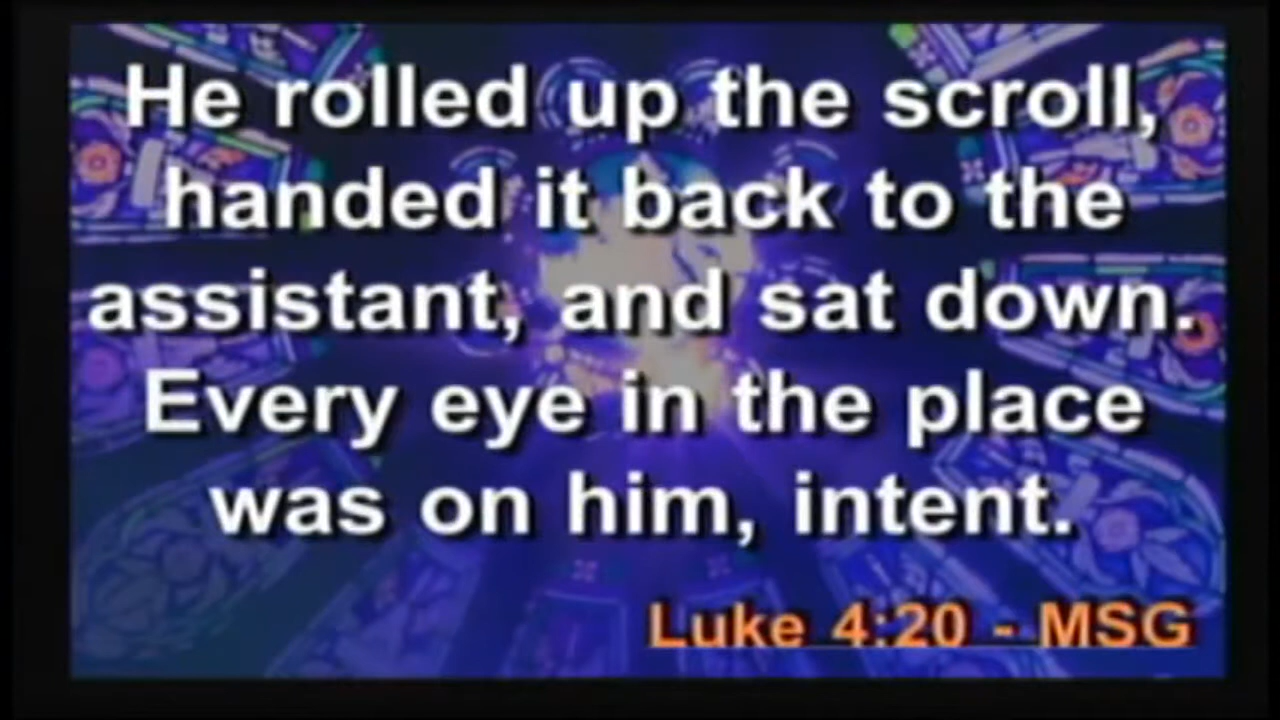 He rolled up the scroll,
handed it back to the
assistant, and sat down.
Every eye in the place
was on him, intent.
Luke 4:20 - MSG